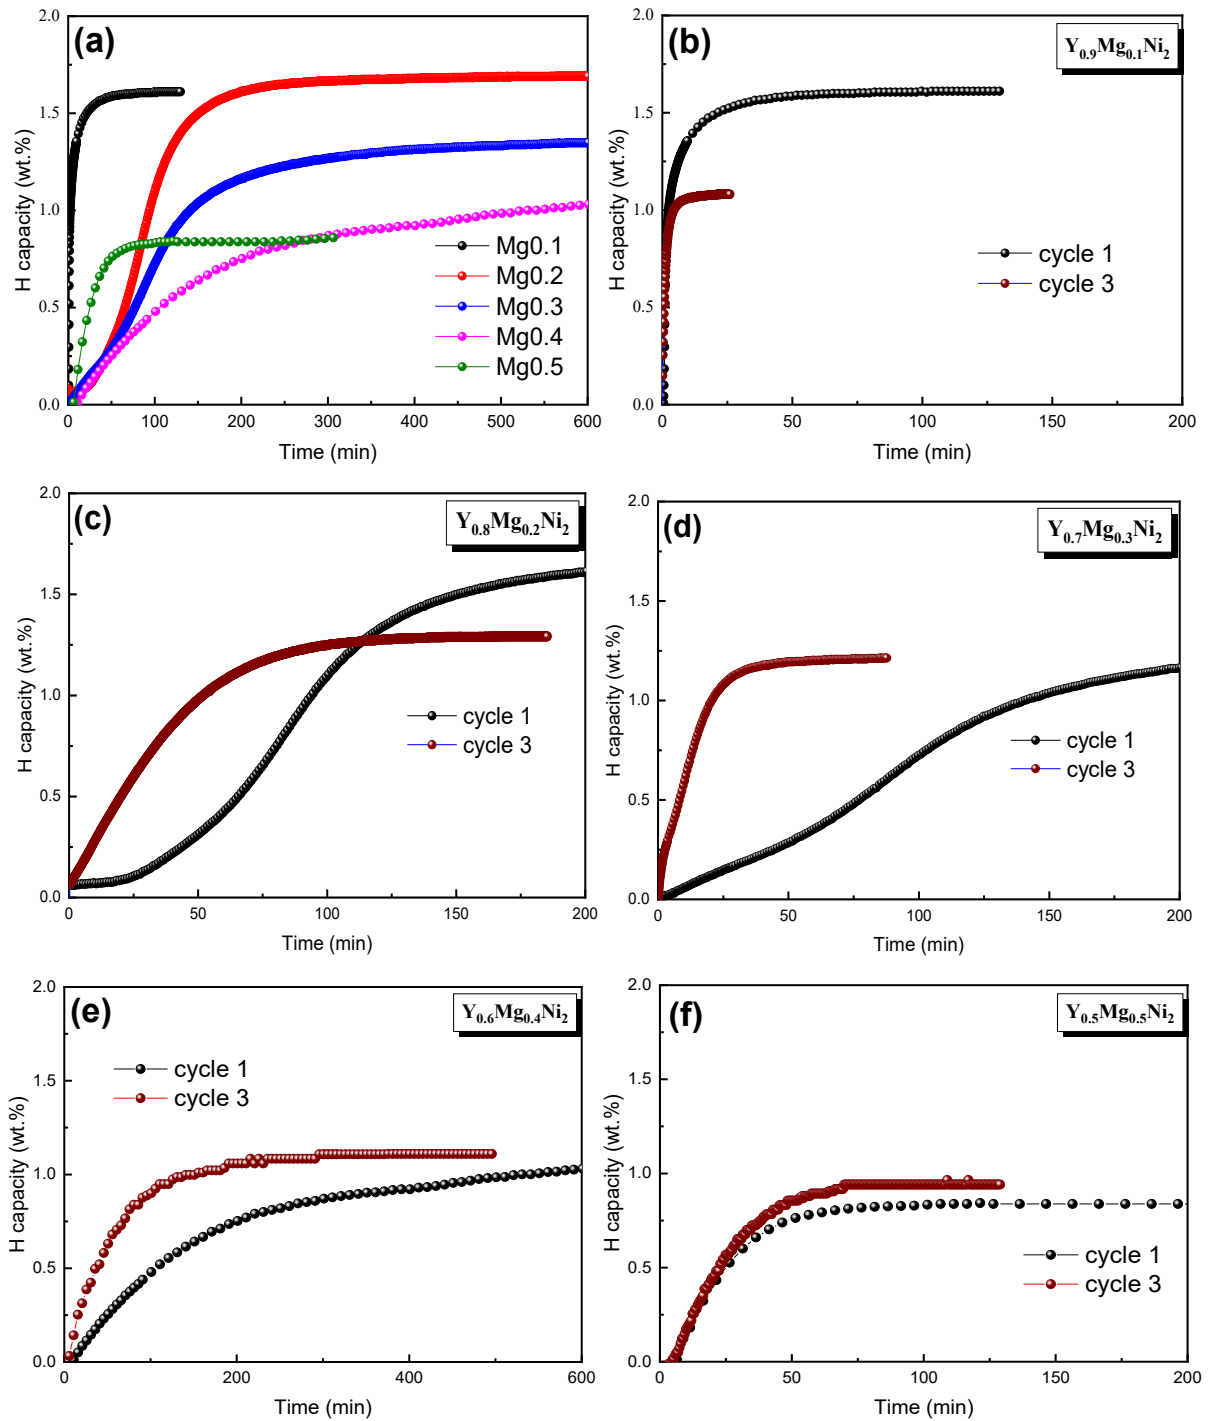 (a)
2.0
1.5
1.0
0.5
0.0
H capacity (wt.%)
Mg0.1
Mg0.2
Mg0.3
Mg0.4
Mg0.5
0 100 200 300 400 500 600
Time (min)
(b)
Y0.9Mg0.1Ni2
2.0
1.5
1.0
0.5
0.0
H capacity (wt.%)
cycle 1
cycle 3
0 50 100 150 200
Time (min)
(c)
Y0.8Mg0.2Ni2
2.0
1.5
1.0
0.5
0.0
H capacity (wt.%)
cycle 1
cycle 3
0 50 100 150 200
Time (min)
(d)
Y0.7Mg0.3Ni2
2.0
1.5
1.0
0.5
0.0
H capacity (wt.%)
cycle 1
cycle 3
0 50 100 150 200
Time (min)
(e)
Y0.6Mg0.4Ni2
2.0
1.5
1.0
0.5
0.0
H capacity (wt.%)
cycle 1
cycle 3
0 200 400 600
Time (min)
(f)
Y0.5Mg0.5Ni2
2.0
1.5
1.0
0.5
0.0
H capacity (wt.%)
cycle 1
cycle 3
0 50 100 150 200
Time (min)